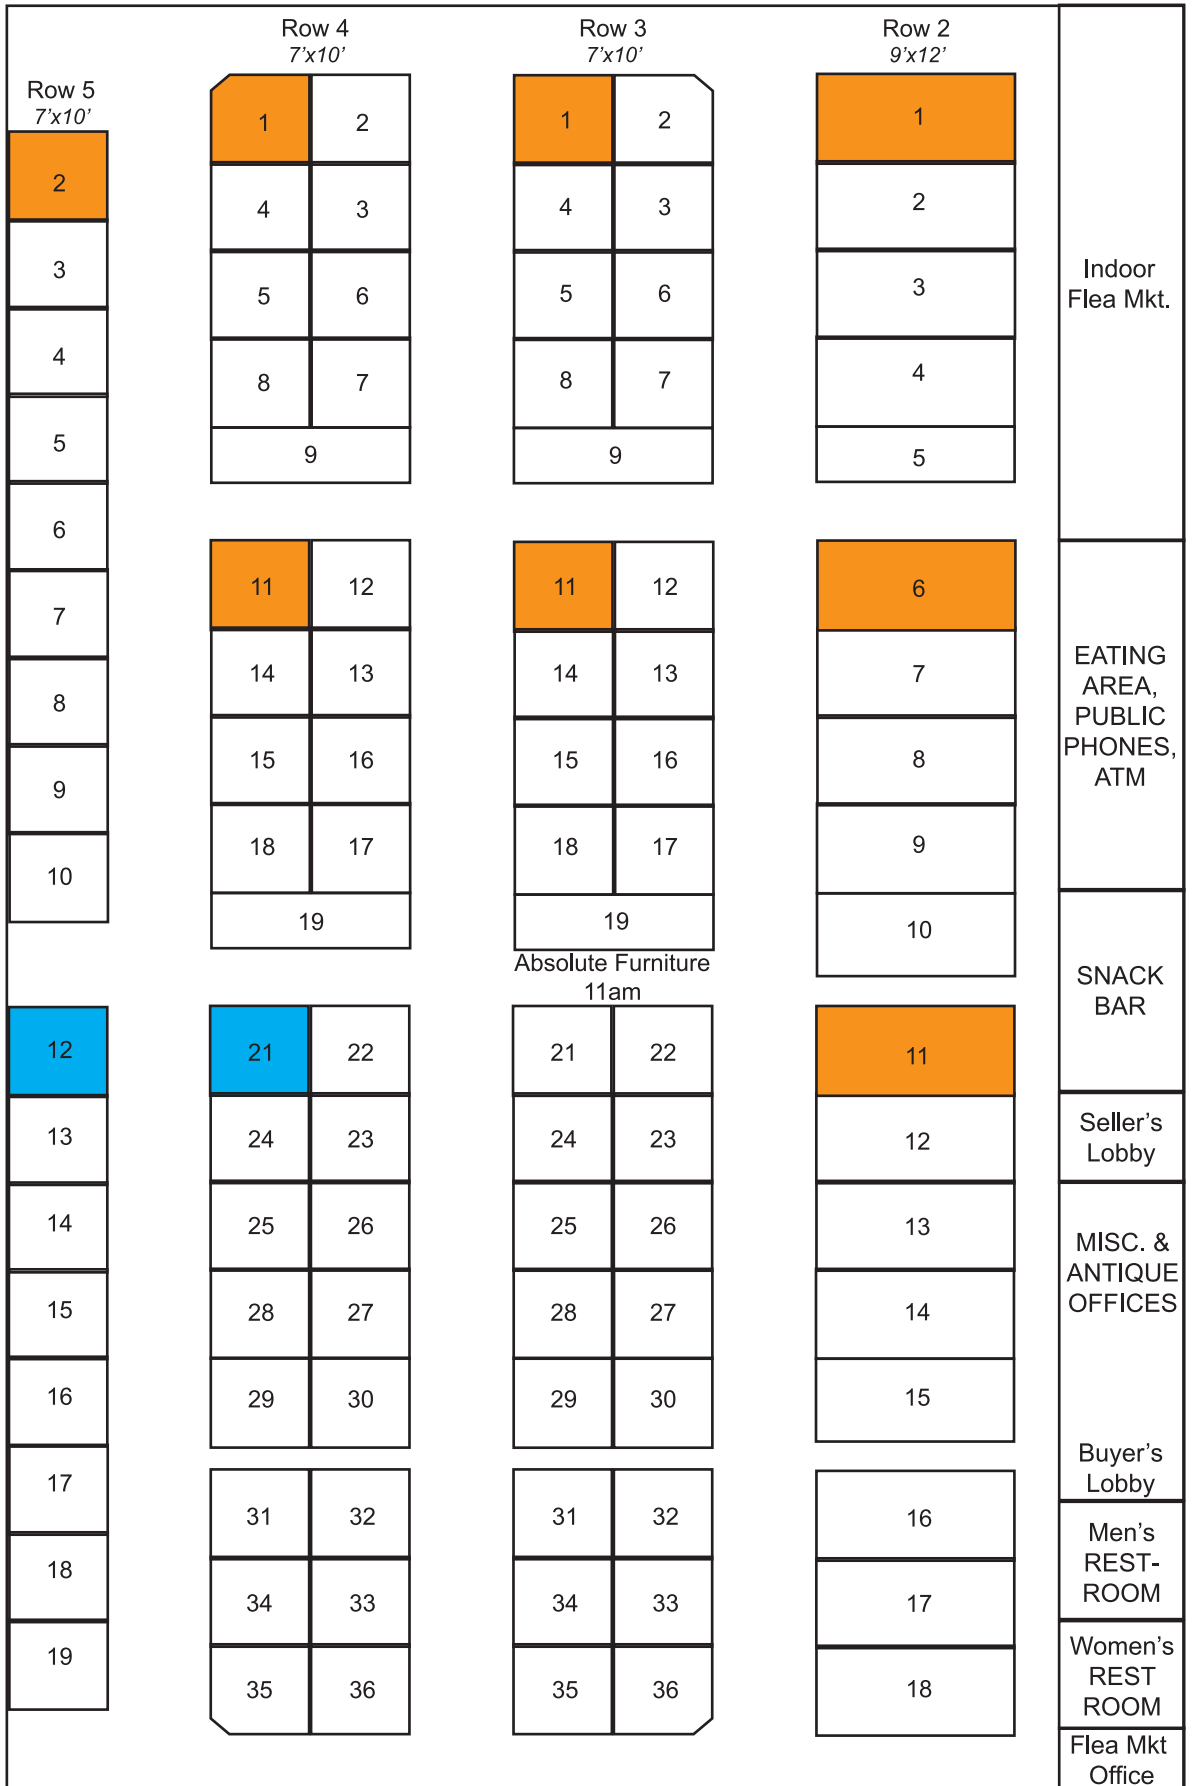 Row 5
7’x10’
2
3
4
5
6
7
8
9
10
12
13
14
15
16
17
18
19
Row 4
7’x10’
1 2
4 3
5 6
8 7
9
11 12
14 13
15 16
18 17
19
21 22
24 23
25 26
28 27
29 30
31 32
34 33
35 36
Row 3
7’x10’
1 2
4 3
5 6
8 7
9
11 12
14 13
15 16
18 17
19
Absolute Furniture
11am
21 22
24 23
25 26
28 27
29 30
31 32
34 33
35 36
Row 2
9’x12’
1
2
3
4
5
6
7
8
9
10
11
12
13
14
15
16
17
18
Indoor
Flea Mkt.
EATING
AREA,
PUBLIC
PHONES,
ATM
SNACK
BAR
Seller’s
Lobby
MISC. &
ANTIQUE
OFFICES
Buyer’s
Lobby
Men’s
REST-
ROOM
Women’s
REST
ROOM
Flea Mkt
Office